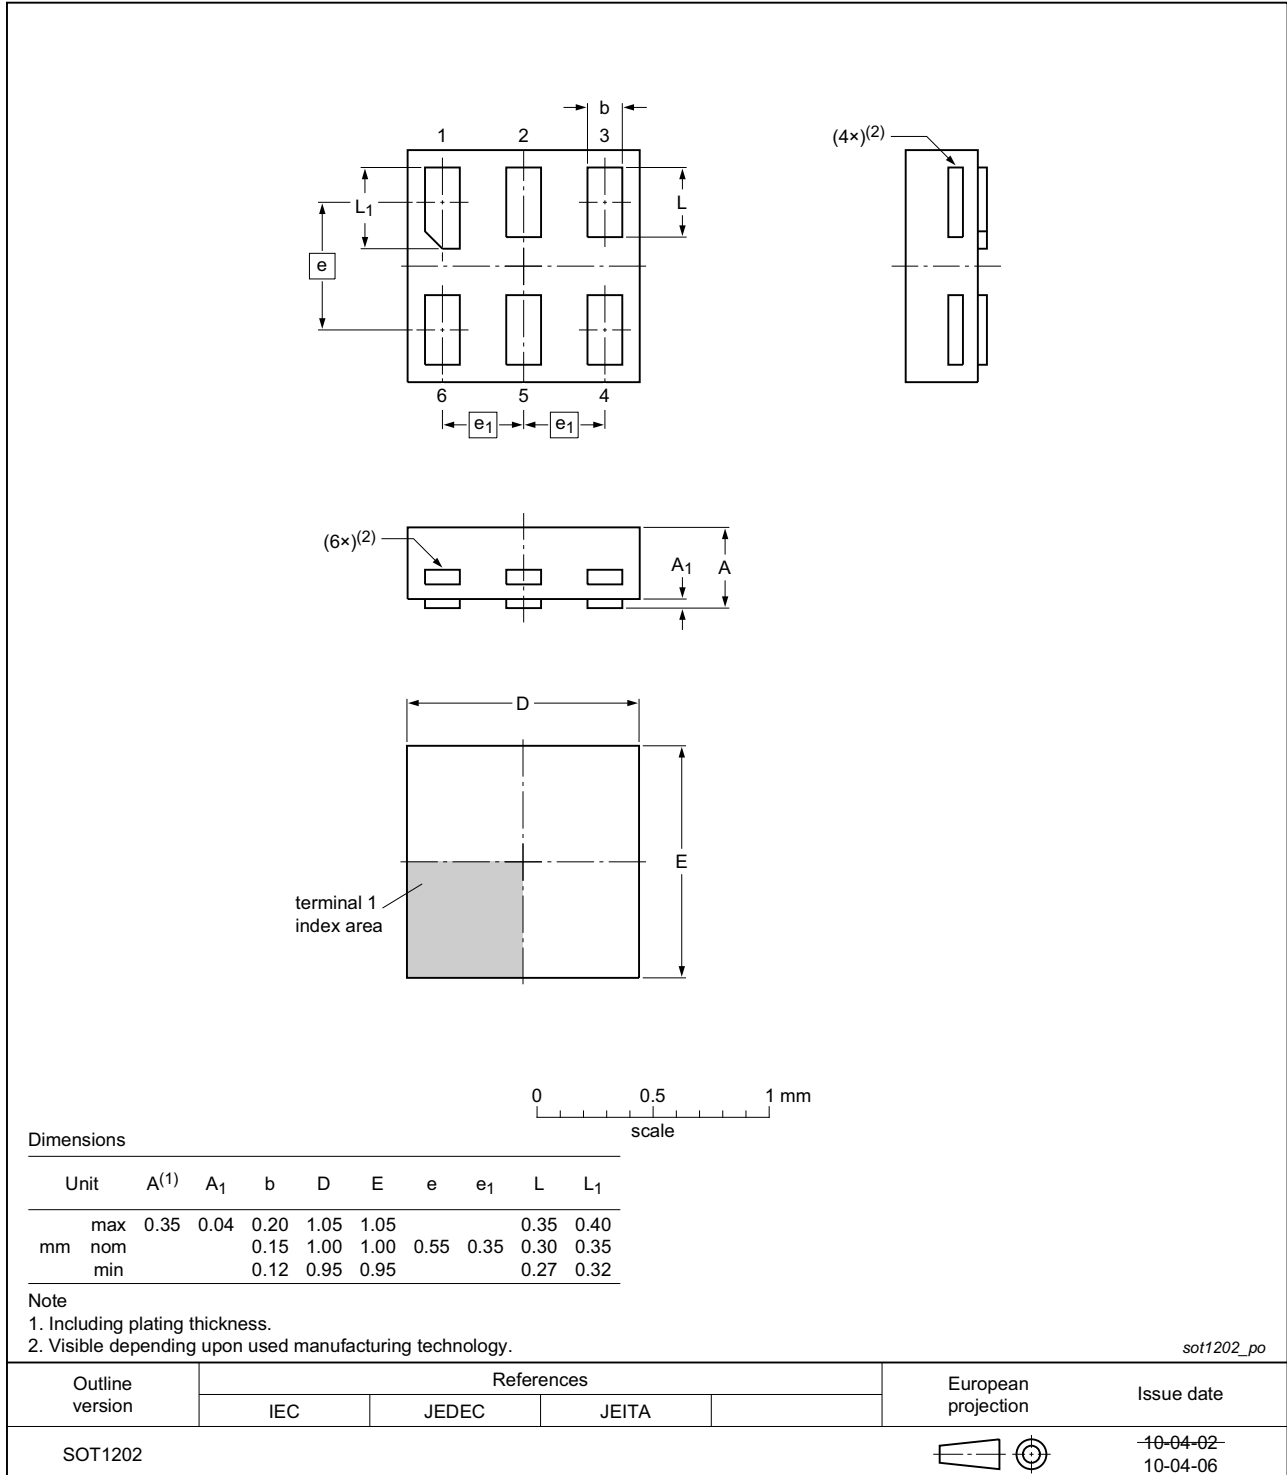 b
1 2 3
(4×)(2)
L1
L
e
6 5 4
e1 e1
(6×)(2)
A1 A
D
E
terminal 1
index area
0 0.5 1 mm
scale
Dimensions
Unit A(1) A1 b D E e e1 L L1
max 0.35 0.04 0.20 1.05 1.05 0.35 0.40
mm nom 0.15 1.00 1.00 0.55 0.35 0.30 0.35
min 0.12 0.95 0.95 0.27 0.32
Note
1. Including plating thickness.
2. Visible depending upon used manufacturing technology.
sot1202_po
Outline
version
References
IEC JEDEC JEITA
European
projection
Issue date
SOT1202
10-04-02
10-04-06